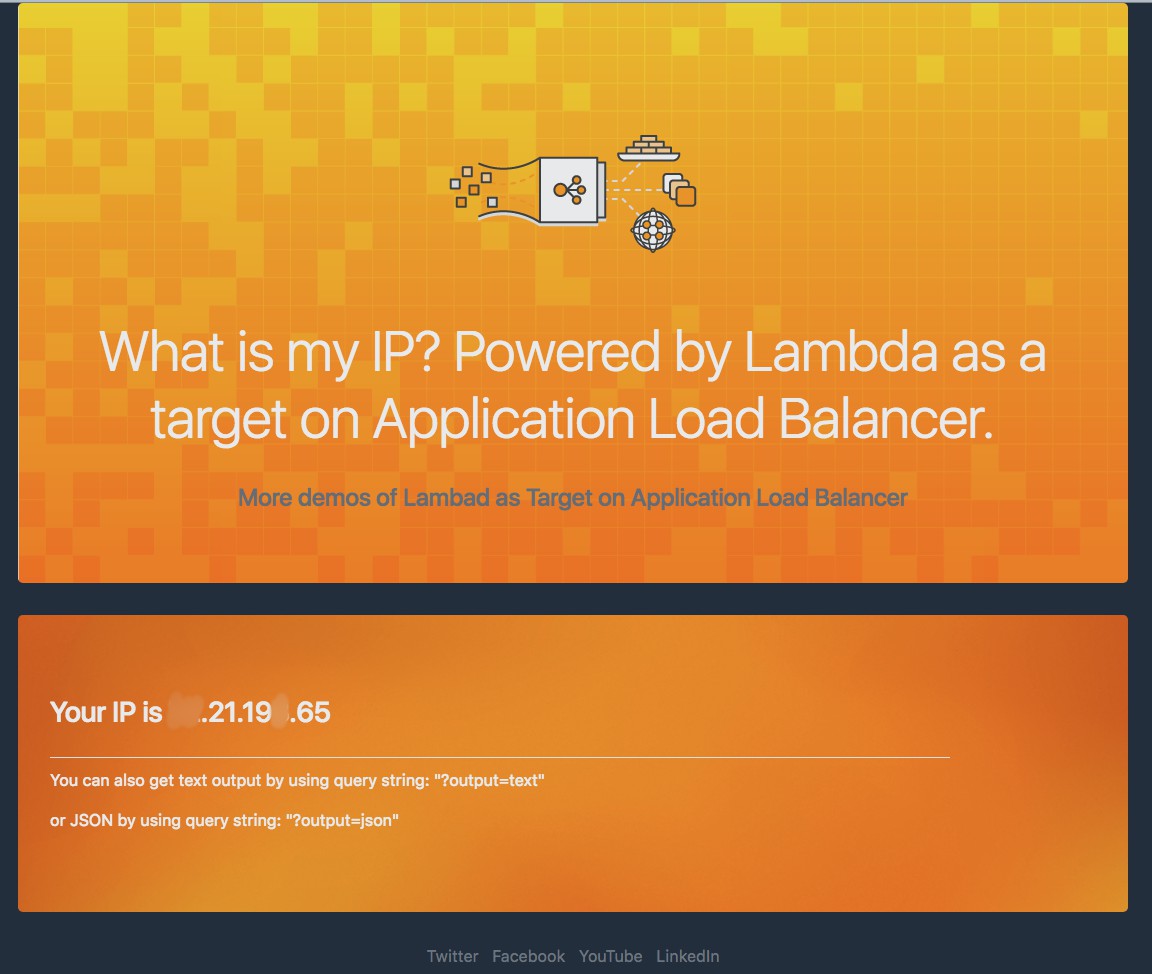 What is my IP? Powered by Lambda as a
target on Application Load Balancer.
More demos of Lambad as Target on Application Load Balancer
Your IP is .21.19 .65
You can also get text output by using query string: "?output=text"
or JSON by using query string: "?output=json"
Twitter Facebook YouTube LinkedIn